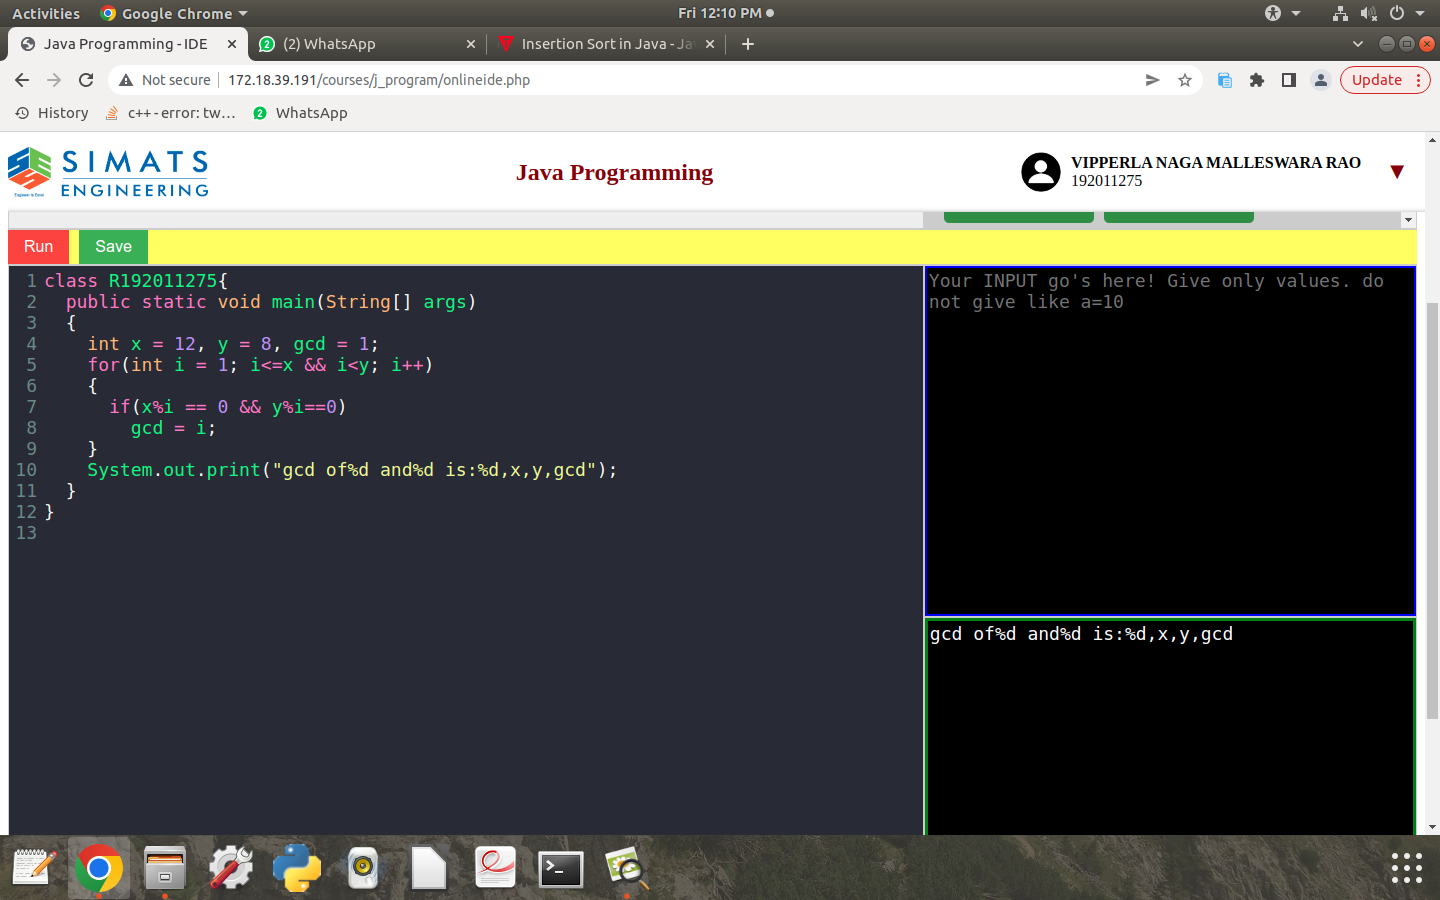 Activities Google Chrome Fri 12:10 PM
Java Programming - IDE (2) WhatsApp Insertion Sort in Java - Ja
Not secure 172.18.39.191/courses/j_program/onlineide.php Update
History c++ - error: tw... WhatsApp
SIMATS
ENGINEERING
Engineer to Excel
Java Programming
VIPPERLA NAGA MALLESWARA RAO
192011275
Run Save
1 class R192011275{
2 public static void main(String[] args)
3 {
4 int x = 12, y = 8, gcd = 1;
5 for(int i = 1; i<=x && i<y; i++)
6 {
7 if(x%i == 0 && y%i==0)
8 gcd = i;
9 }
10 System.out.print("gcd of%d and%d is:%d,x,y,gcd");
11 }
12 }
13
Your INPUT go's here! Give only values. do
not give like a=10
gcd of%d and%d is:%d,x,y,gcd